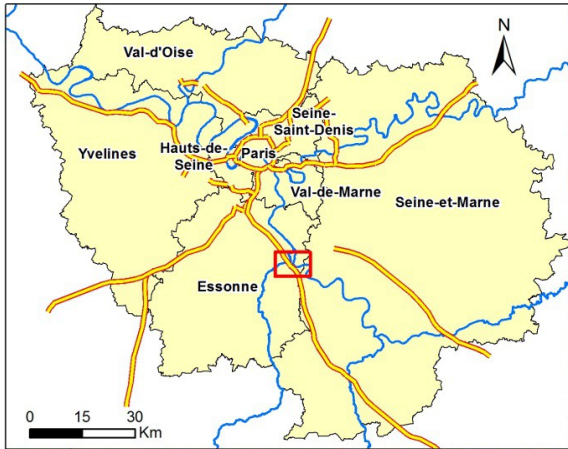 Val-d'Oise
N
Seine-
Saint-Denis
Hauts-de-
Seine
Paris
Yvelines
Val-de-Marne
Seine-et-Marne
Essonne
0 15 30
Km